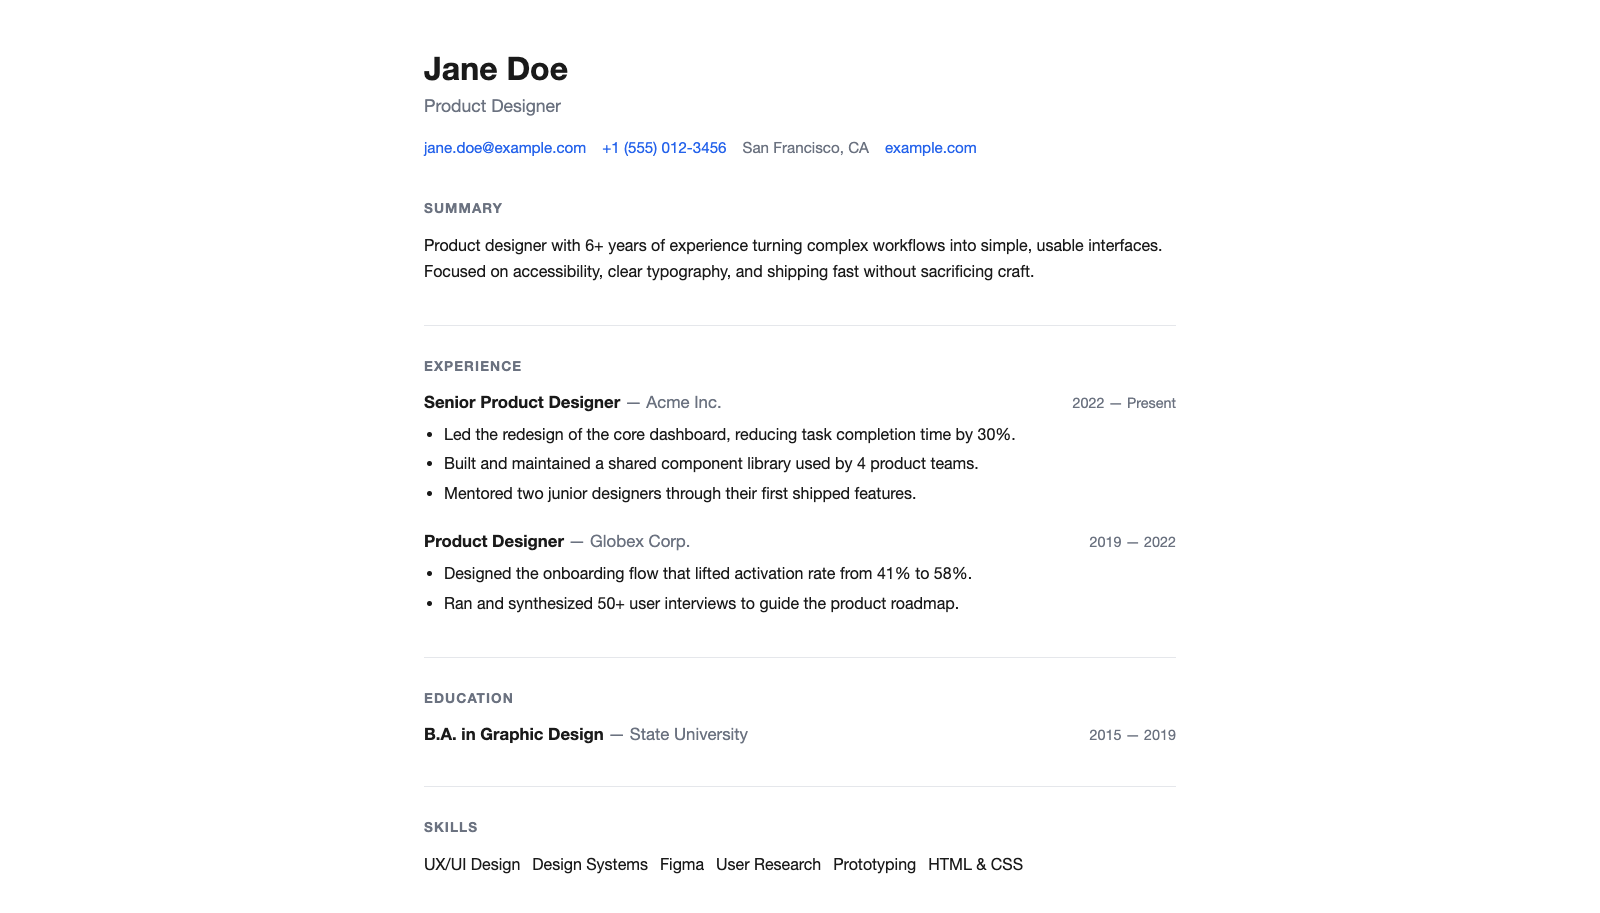 Jane Doe
Product Designer
jane.doe@example.com +1 (555) 012-3456 San Francisco, CA example.com
SUMMARY
Product designer with 6+ years of experience turning complex workflows into simple, usable interfaces.
Focused on accessibility, clear typography, and shipping fast without sacrificing craft.
EXPERIENCE
Senior Product Designer — Acme Inc. 2022 — Present
• Led the redesign of the core dashboard, reducing task completion time by 30%.
• Built and maintained a shared component library used by 4 product teams.
• Mentored two junior designers through their first shipped features.
Product Designer — Globex Corp. 2019 — 2022
• Designed the onboarding flow that lifted activation rate from 41% to 58%.
• Ran and synthesized 50+ user interviews to guide the product roadmap.
EDUCATION
B.A. in Graphic Design — State University 2015 — 2019
SKILLS
UX/UI Design Design Systems Figma User Research Prototyping HTML & CSS